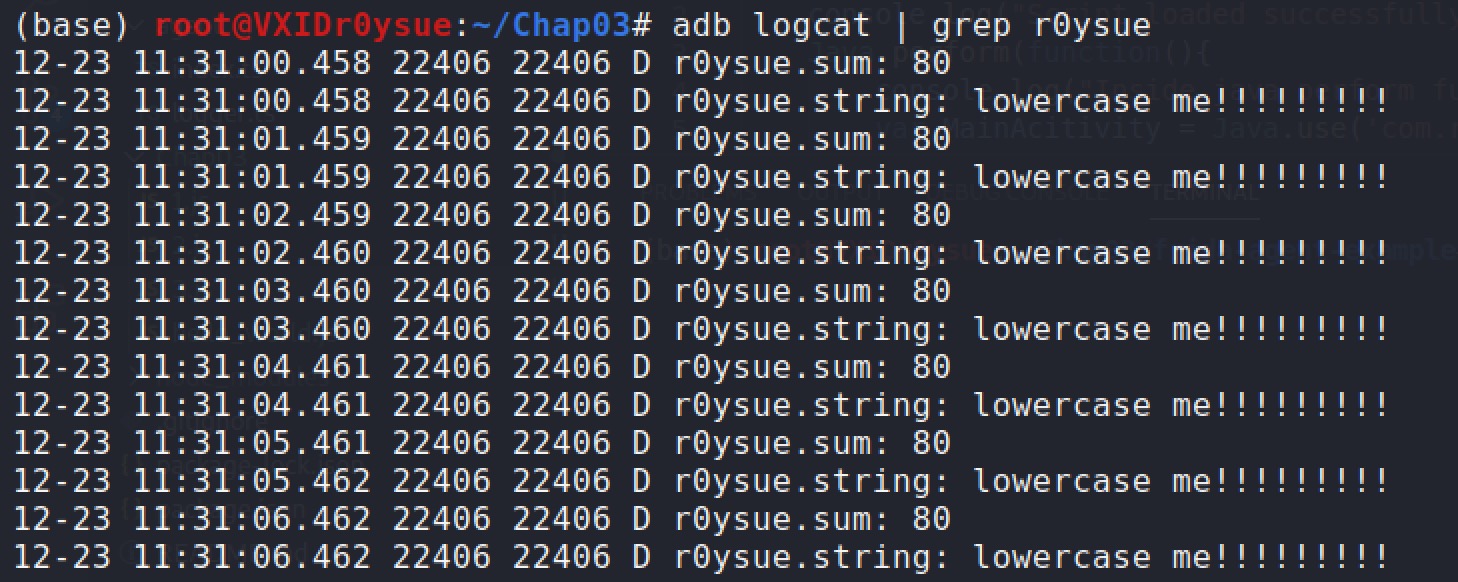 (base) root@VXIDr0ysue:~/Chap03# adb logcat | grep r0ysue
12-23 11:31:00.458 22406 22406 D r0ysue.sum: 80
12-23 11:31:00.458 22406 22406 D r0ysue.string: lowercase me!!!!!!!!!
12-23 11:31:01.459 22406 22406 D r0ysue.sum: 80
12-23 11:31:01.459 22406 22406 D r0ysue.string: lowercase me!!!!!!!!!
12-23 11:31:02.459 22406 22406 D r0ysue.sum: 80
12-23 11:31:02.460 22406 22406 D r0ysue.string: lowercase me!!!!!!!!!
12-23 11:31:03.460 22406 22406 D r0ysue.sum: 80
12-23 11:31:03.460 22406 22406 D r0ysue.string: lowercase me!!!!!!!!!
12-23 11:31:04.461 22406 22406 D r0ysue.sum: 80
12-23 11:31:04.461 22406 22406 D r0ysue.string: lowercase me!!!!!!!!!
12-23 11:31:05.461 22406 22406 D r0ysue.sum: 80
12-23 11:31:05.462 22406 22406 D r0ysue.string: lowercase me!!!!!!!!!
12-23 11:31:06.462 22406 22406 D r0ysue.sum: 80
12-23 11:31:06.462 22406 22406 D r0ysue.string: lowercase me!!!!!!!!!